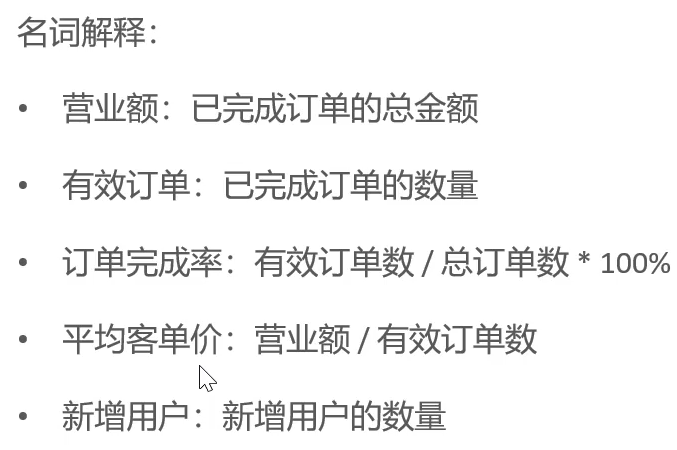 名词解释：
• 营业额：已完成订单的总金额
• 有效订单：已完成订单的数量
• 订单完成率：有效订单数 / 总订单数 * 100%
• 平均客单价：营业额 / 有效订单数
• 新增用户：新增用户的数量